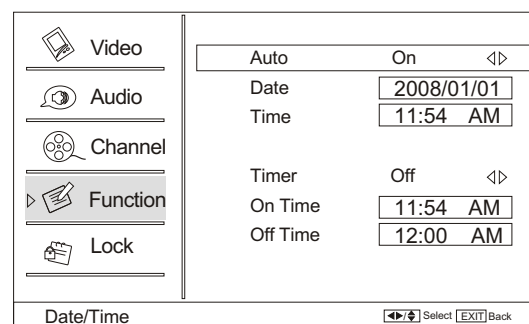 Video
Audio
Channel
Function
Lock
Auto On
Date 2008/01/01
Time 11:54 AM
Timer Off
On Time 11:54 AM
Off Time 12:00 AM
Date/Time
/ Select EXIT Back